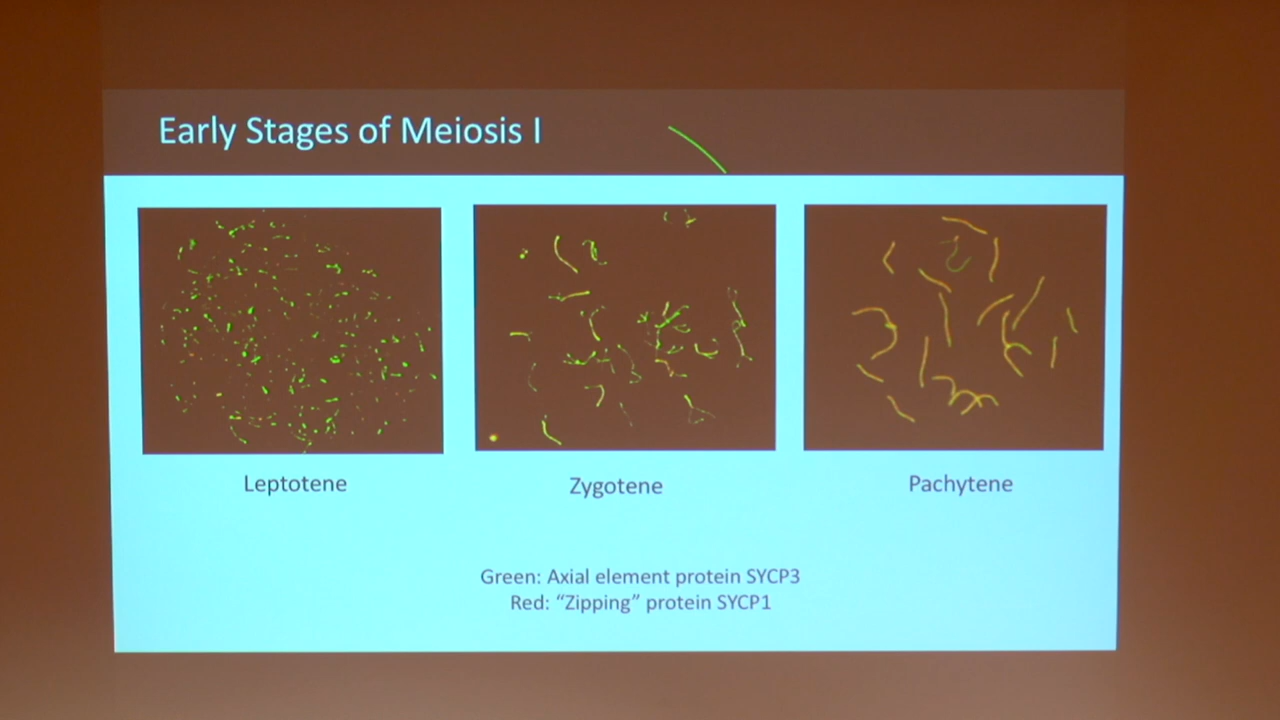 Early Stages of Meiosis I
Leptotene
Zygotene
Pachytene
Green: Axial element protein SYCP3
Red: “Zipping” protein SYCP1